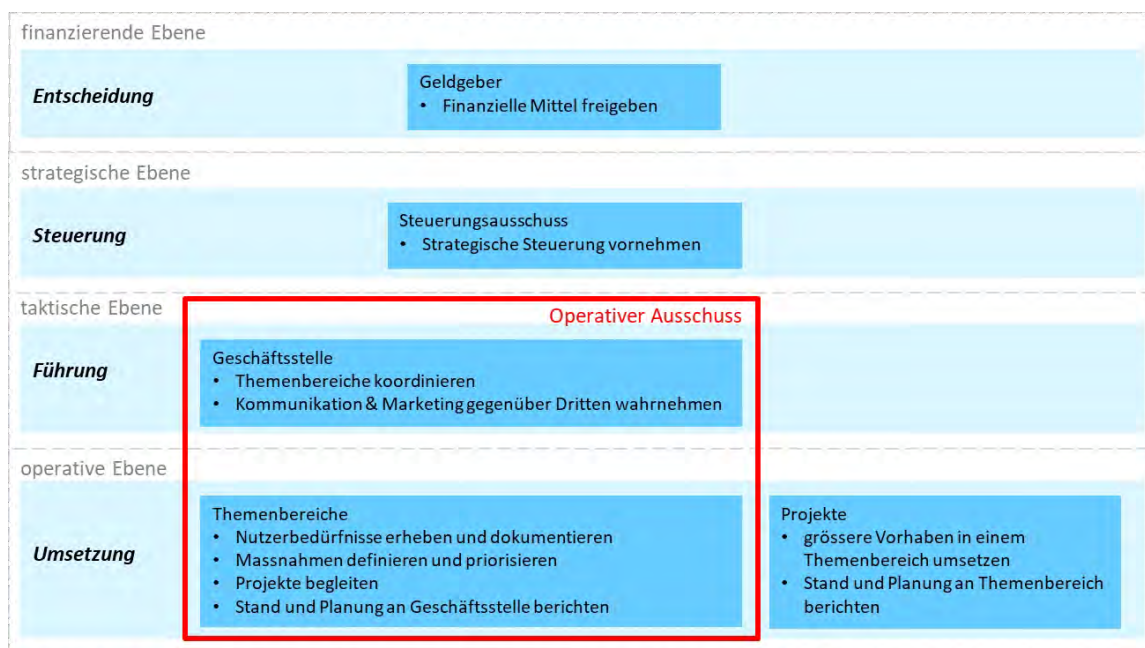 finanzierende Ebene
Entscheidung
Geldgeber
• Finanzielle Mittel freigeben
strategische Ebene
Steuerung
Steuerungsausschuss
• Strategische Steuerung vornehmen
taktische Ebene
Operativer Ausschuss
Führung
Geschäftsstelle
• Themenbereiche koordinieren
• Kommunikation & Marketing gegenüber Dritten wahrnehmen
operative Ebene
Umsetzung
Themenbereiche
• Nutzerbedürfnisse erheben und dokumentieren
• Massnahmen definieren und priorisieren
• Projekte begleiten
• Stand und Planung an Geschäftsstelle berichten
Projekte
• grössere Vorhaben in einem
Themenbereich umsetzen
• Stand und Planung an Themenbereich
berichten